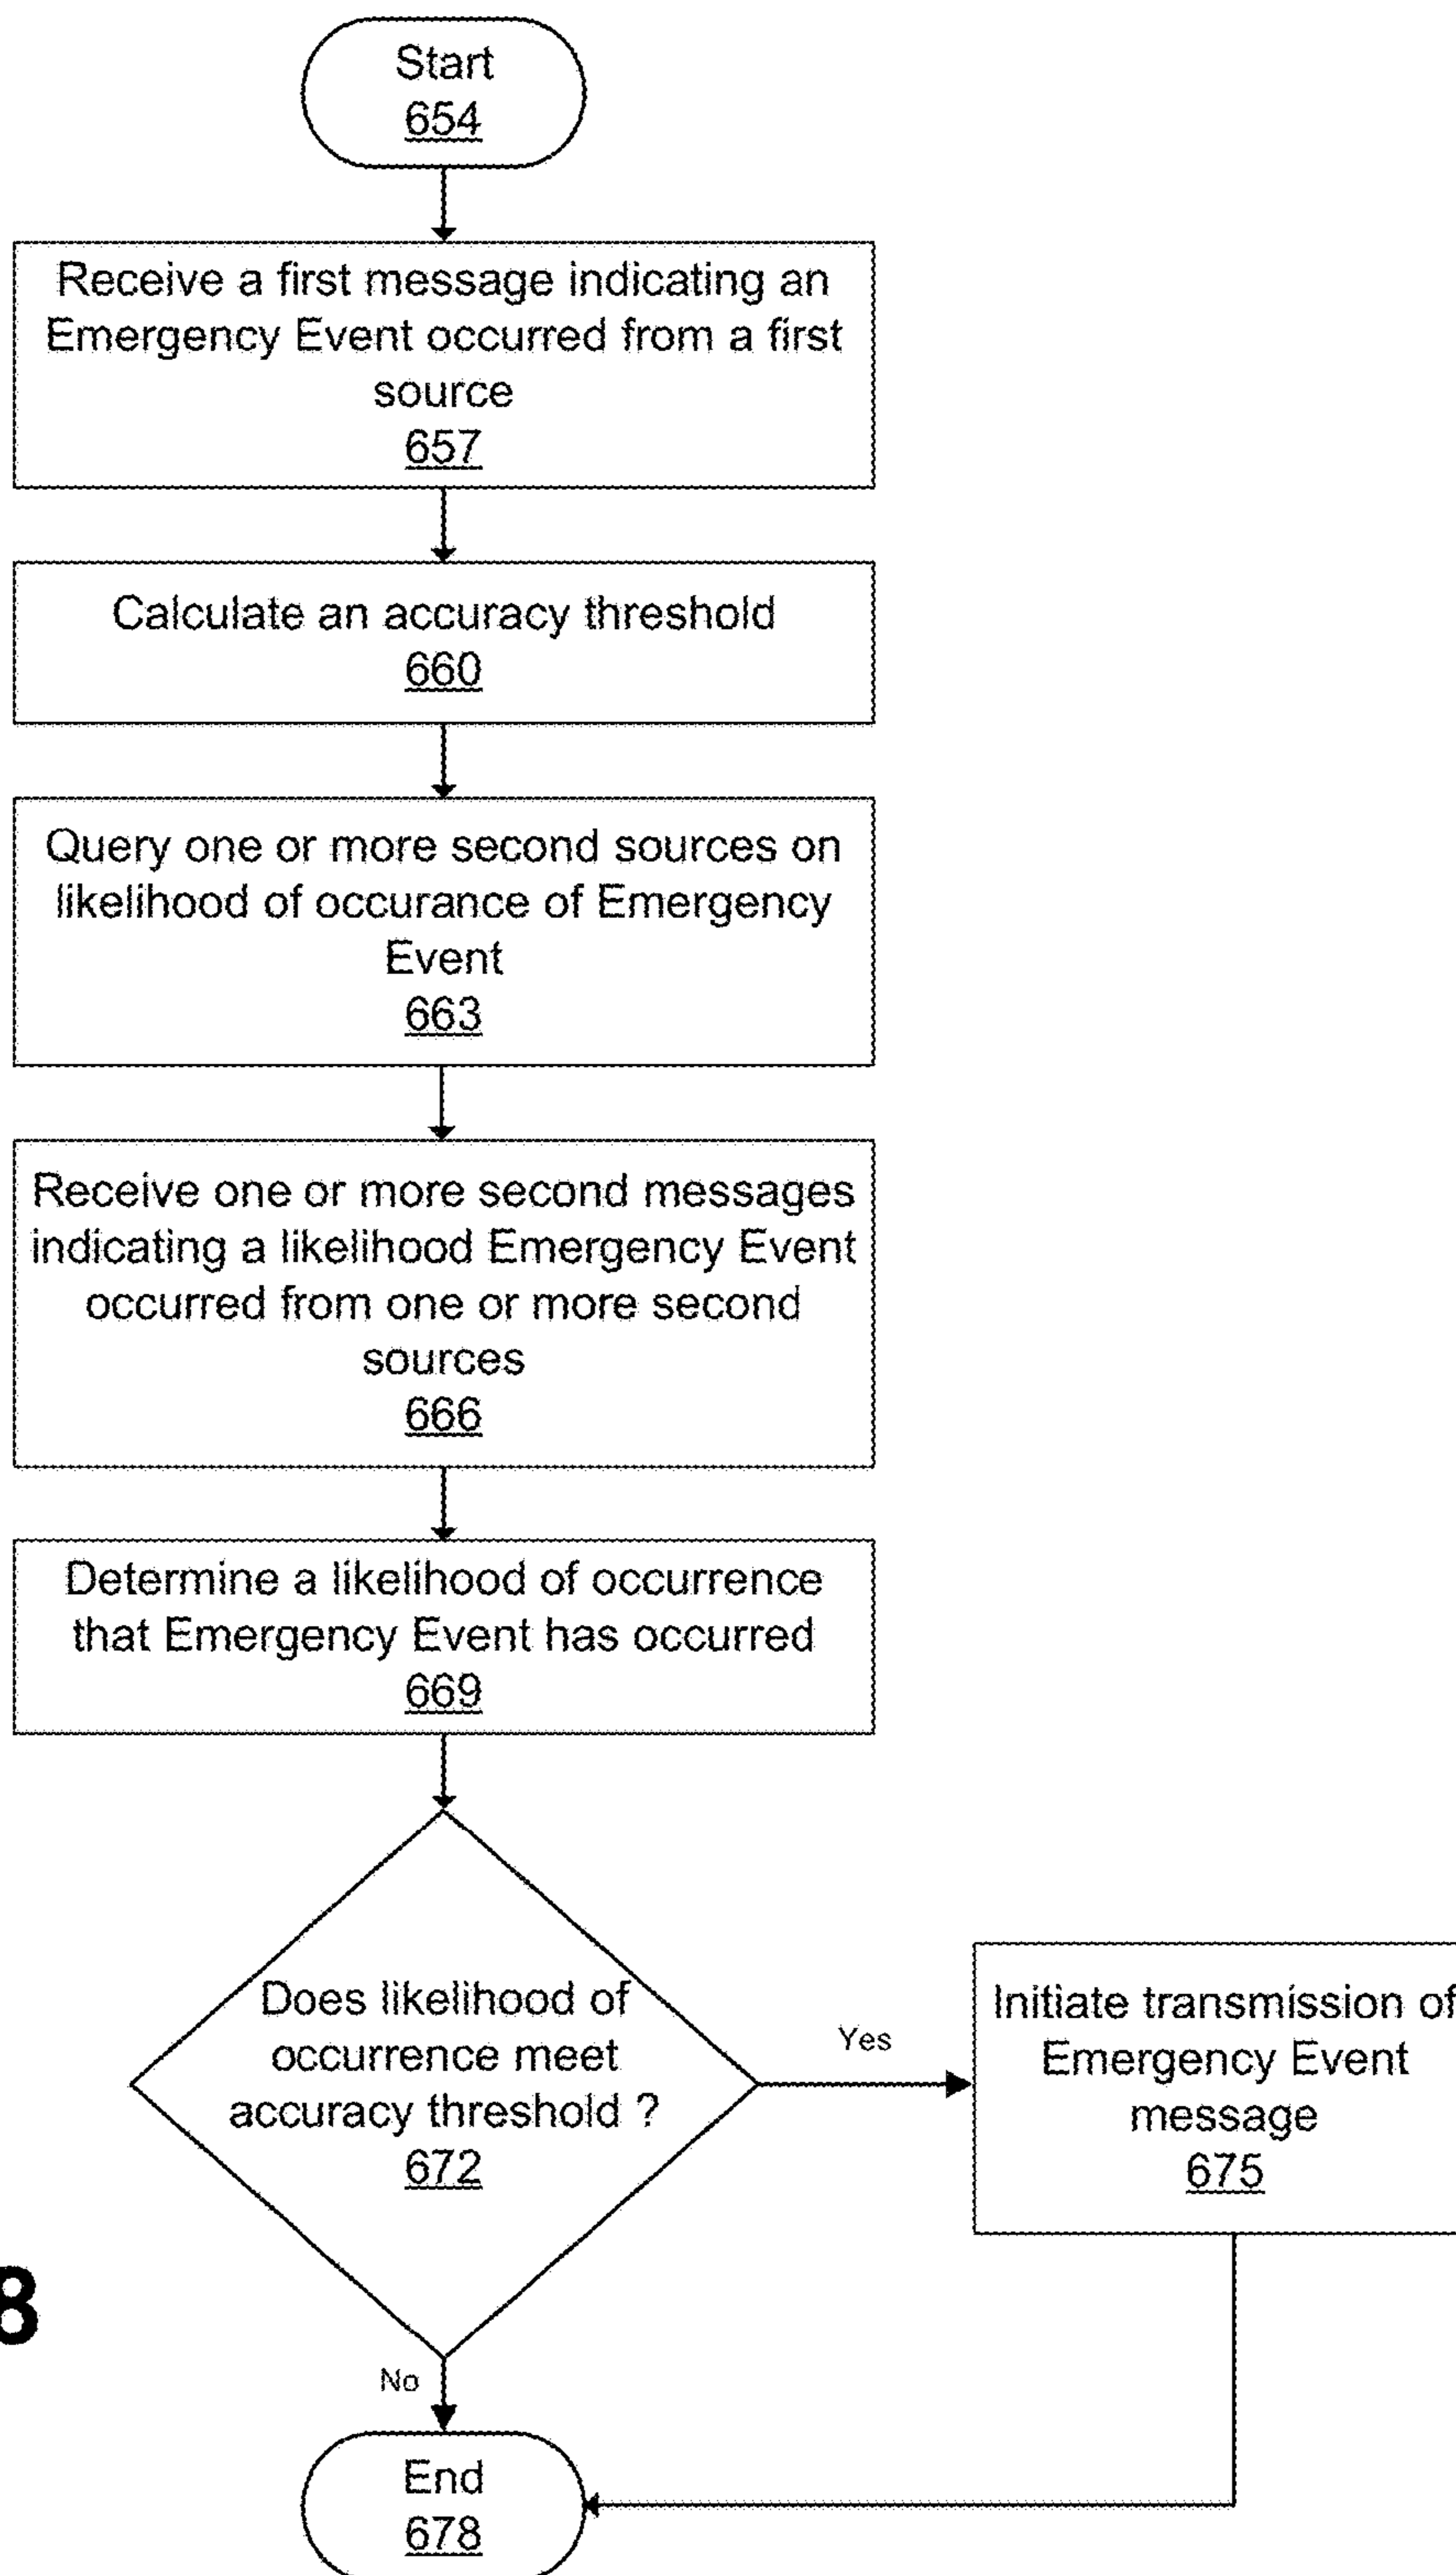 Start
654
Receive a first message indicating an
Emergency Event occurred from a first
source
657
Calculate an accuracy threshold
660
Query one or more second sources on
likelihood of occurance of Emergency
Event
663
Receive one or more second messages
indicating a likelihood Emergency Event
occurred from one or more second
sources
666
Determine a likelihood of occurrence
that Emergency Event has occurred
669
Does likelihood of
occurrence meet
accuracy threshold ?
672
Yes
Initiate transmission of
Emergency Event
message
675
8
No
End
678